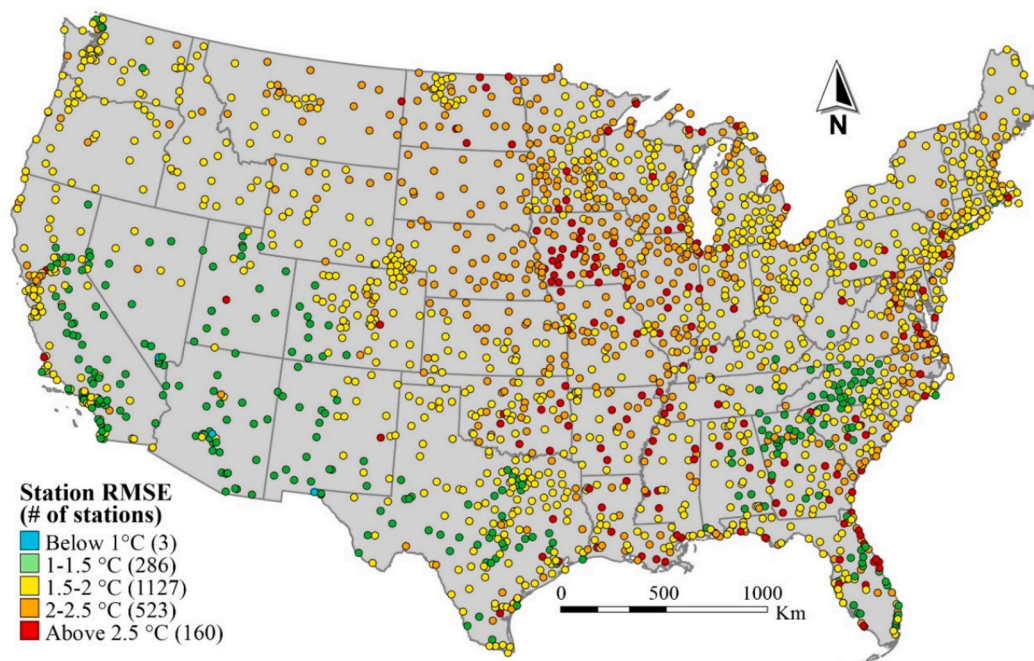 N
Station RMSE
(# of stations)
Below 1°C (3)
1-1.5 °C (286)
1.5-2 °C (1127)
2-2.5 °C (523)
Above 2.5 °C (160)
0 500 1000
Km